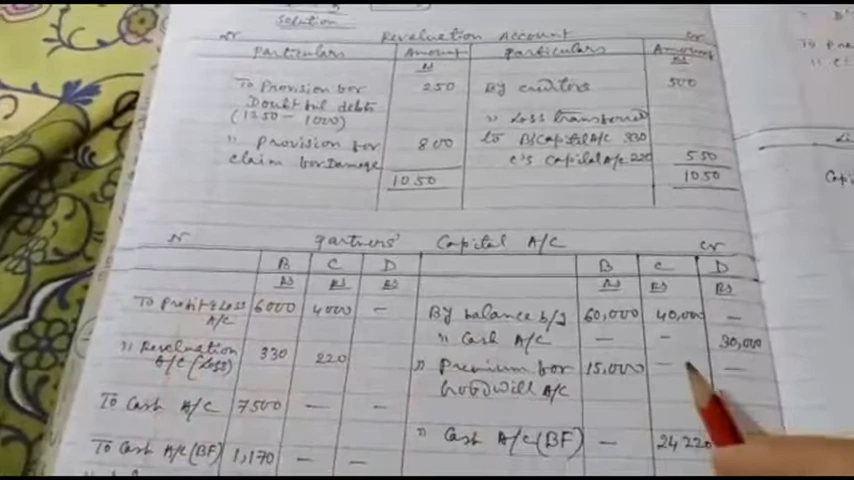 Solution
Dr Revaluation Account Cr
Particulars Amount Particulars Amount
Rs Rs
To Provision for 250 By creditors 500
Doubtful debts
(1250 - 1000) " Loss transferred
" Provision for 800 to B's Capital A/c 330
claim for Damage C's Capital A/c 220 550
1050 1050
Dr Partners' Capital A/c Cr
B C D B C D
Rs Rs Rs Rs Rs Rs
To Profit & Loss 6000 4000 - By balance b/d 60,000 40,000 -
A/c " Cash A/c - - 30,000
" Revaluation 330 220 " Premium for 15,000 - -
A/c (Loss) Goodwill A/c
To Cash A/c 7500 - -
To Cash A/c (BF) 1,170 - - " Cash A/c (BF) - 24,220